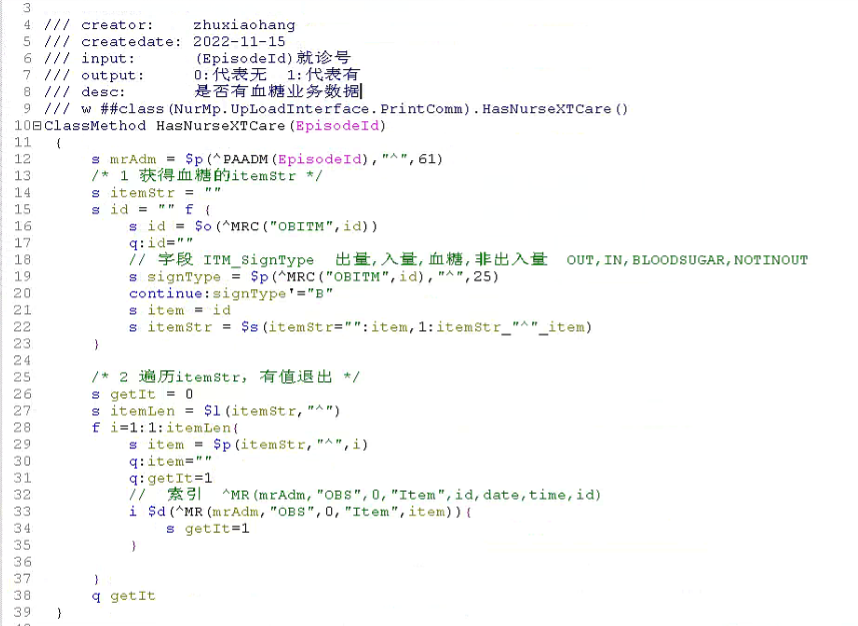 3
4 /// creator:    zhuxiaohang
5 /// createdate: 2022-11-15
6 /// input:      (EpisodeId)就诊号
7 /// output:     0:代表无  1:代表有
8 /// desc:       是否有血糖业务数据
9 /// w ##class(NurMp.UpLoadInterface.PrintComm).HasNurseXTCare()
10 ClassMethod HasNurseXTCare(EpisodeId)
11 {
12     s mrAdm = $p(^PAADM(EpisodeId),"^",61)
13     /* 1 获得血糖的itemStr */
14     s itemStr = ""
15     s id = "" f {
16         s id = $o(^MRC("OBITM",id))
17         q:id=""
18         // 字段 ITM_SignType  出量,入量,血糖,非出入量  OUT,IN,BLOODSUGAR,NOTINOUT
19         s signType = $p(^MRC("OBITM",id),"^",25)
20         continue:signType'="B"
21         s item = id
22         s itemStr = $s(itemStr="":item,1:itemStr_"^"_item)
23     }
24
25     /* 2 遍历itemStr, 有值退出 */
26     s getIt = 0
27     s itemLen = $l(itemStr,"^")
28     f i=1:1:itemLen{
29         s item = $p(itemStr,"^",i)
30         q:item=""
31         q:getIt=1
32         //  索引  ^MR(mrAdm,"OBS",0,"Item",id,date,time,id)
33         i $d(^MR(mrAdm,"OBS",0,"Item",item)){
34             s getIt=1
35         }
36
37     }
38     q getIt
39 }